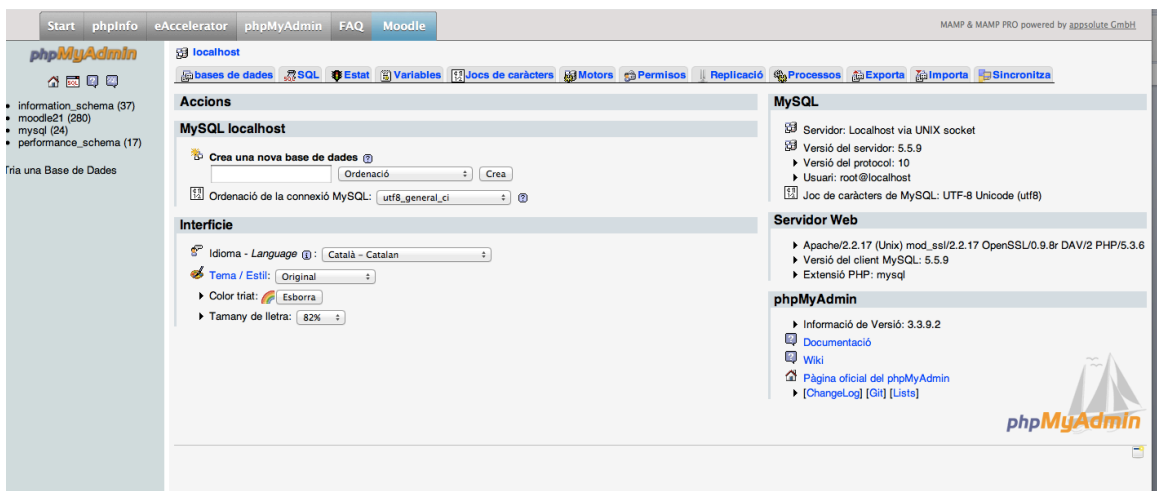 Start phpInfo eAccelerator phpMyAdmin FAQ Moodle
MAMP & MAMP PRO powered by appsolute GmbH
phpMyAdmin
SQL
information_schema (37)
moodle21 (280)
mysql (24)
performance_schema (17)
Tria una Base de Dades
localhost
bases de dades SQL Estat Variables Jocs de caràcters Motors Permisos Replicació Processos Exporta Importa Sincronitza
Accions
MySQL localhost
Crea una nova base de dades
Ordenació Crea
Ordenació de la connexió MySQL: utf8_general_ci
Interficie
Idioma - Language : Català - Catalan
Tema / Estil: Original
Color triat: Esborra
Tamany de lletra: 82%
MySQL
Servidor: Localhost via UNIX socket
Versió del servidor: 5.5.9
Versió del protocol: 10
Usuari: root@localhost
Joc de caràcters de MySQL: UTF-8 Unicode (utf8)
Servidor Web
Apache/2.2.17 (Unix) mod_ssl/2.2.17 OpenSSL/0.9.8r DAV/2 PHP/5.3.6
Versió del client MySQL: 5.5.9
Extensió PHP: mysql
phpMyAdmin
Informació de Versió: 3.3.9.2
Documentació
Wiki
Pàgina oficial del phpMyAdmin
[ChangeLog] [Git] [Lists]
phpMyAdmin